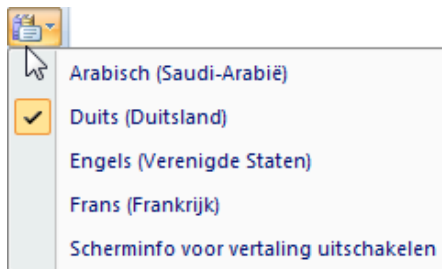 Arabisch (Saudi-Arabië)
Duits (Duitsland)
Engels (Verenigde Staten)
Frans (Frankrijk)
Scherminfo voor vertaling uitschakelen